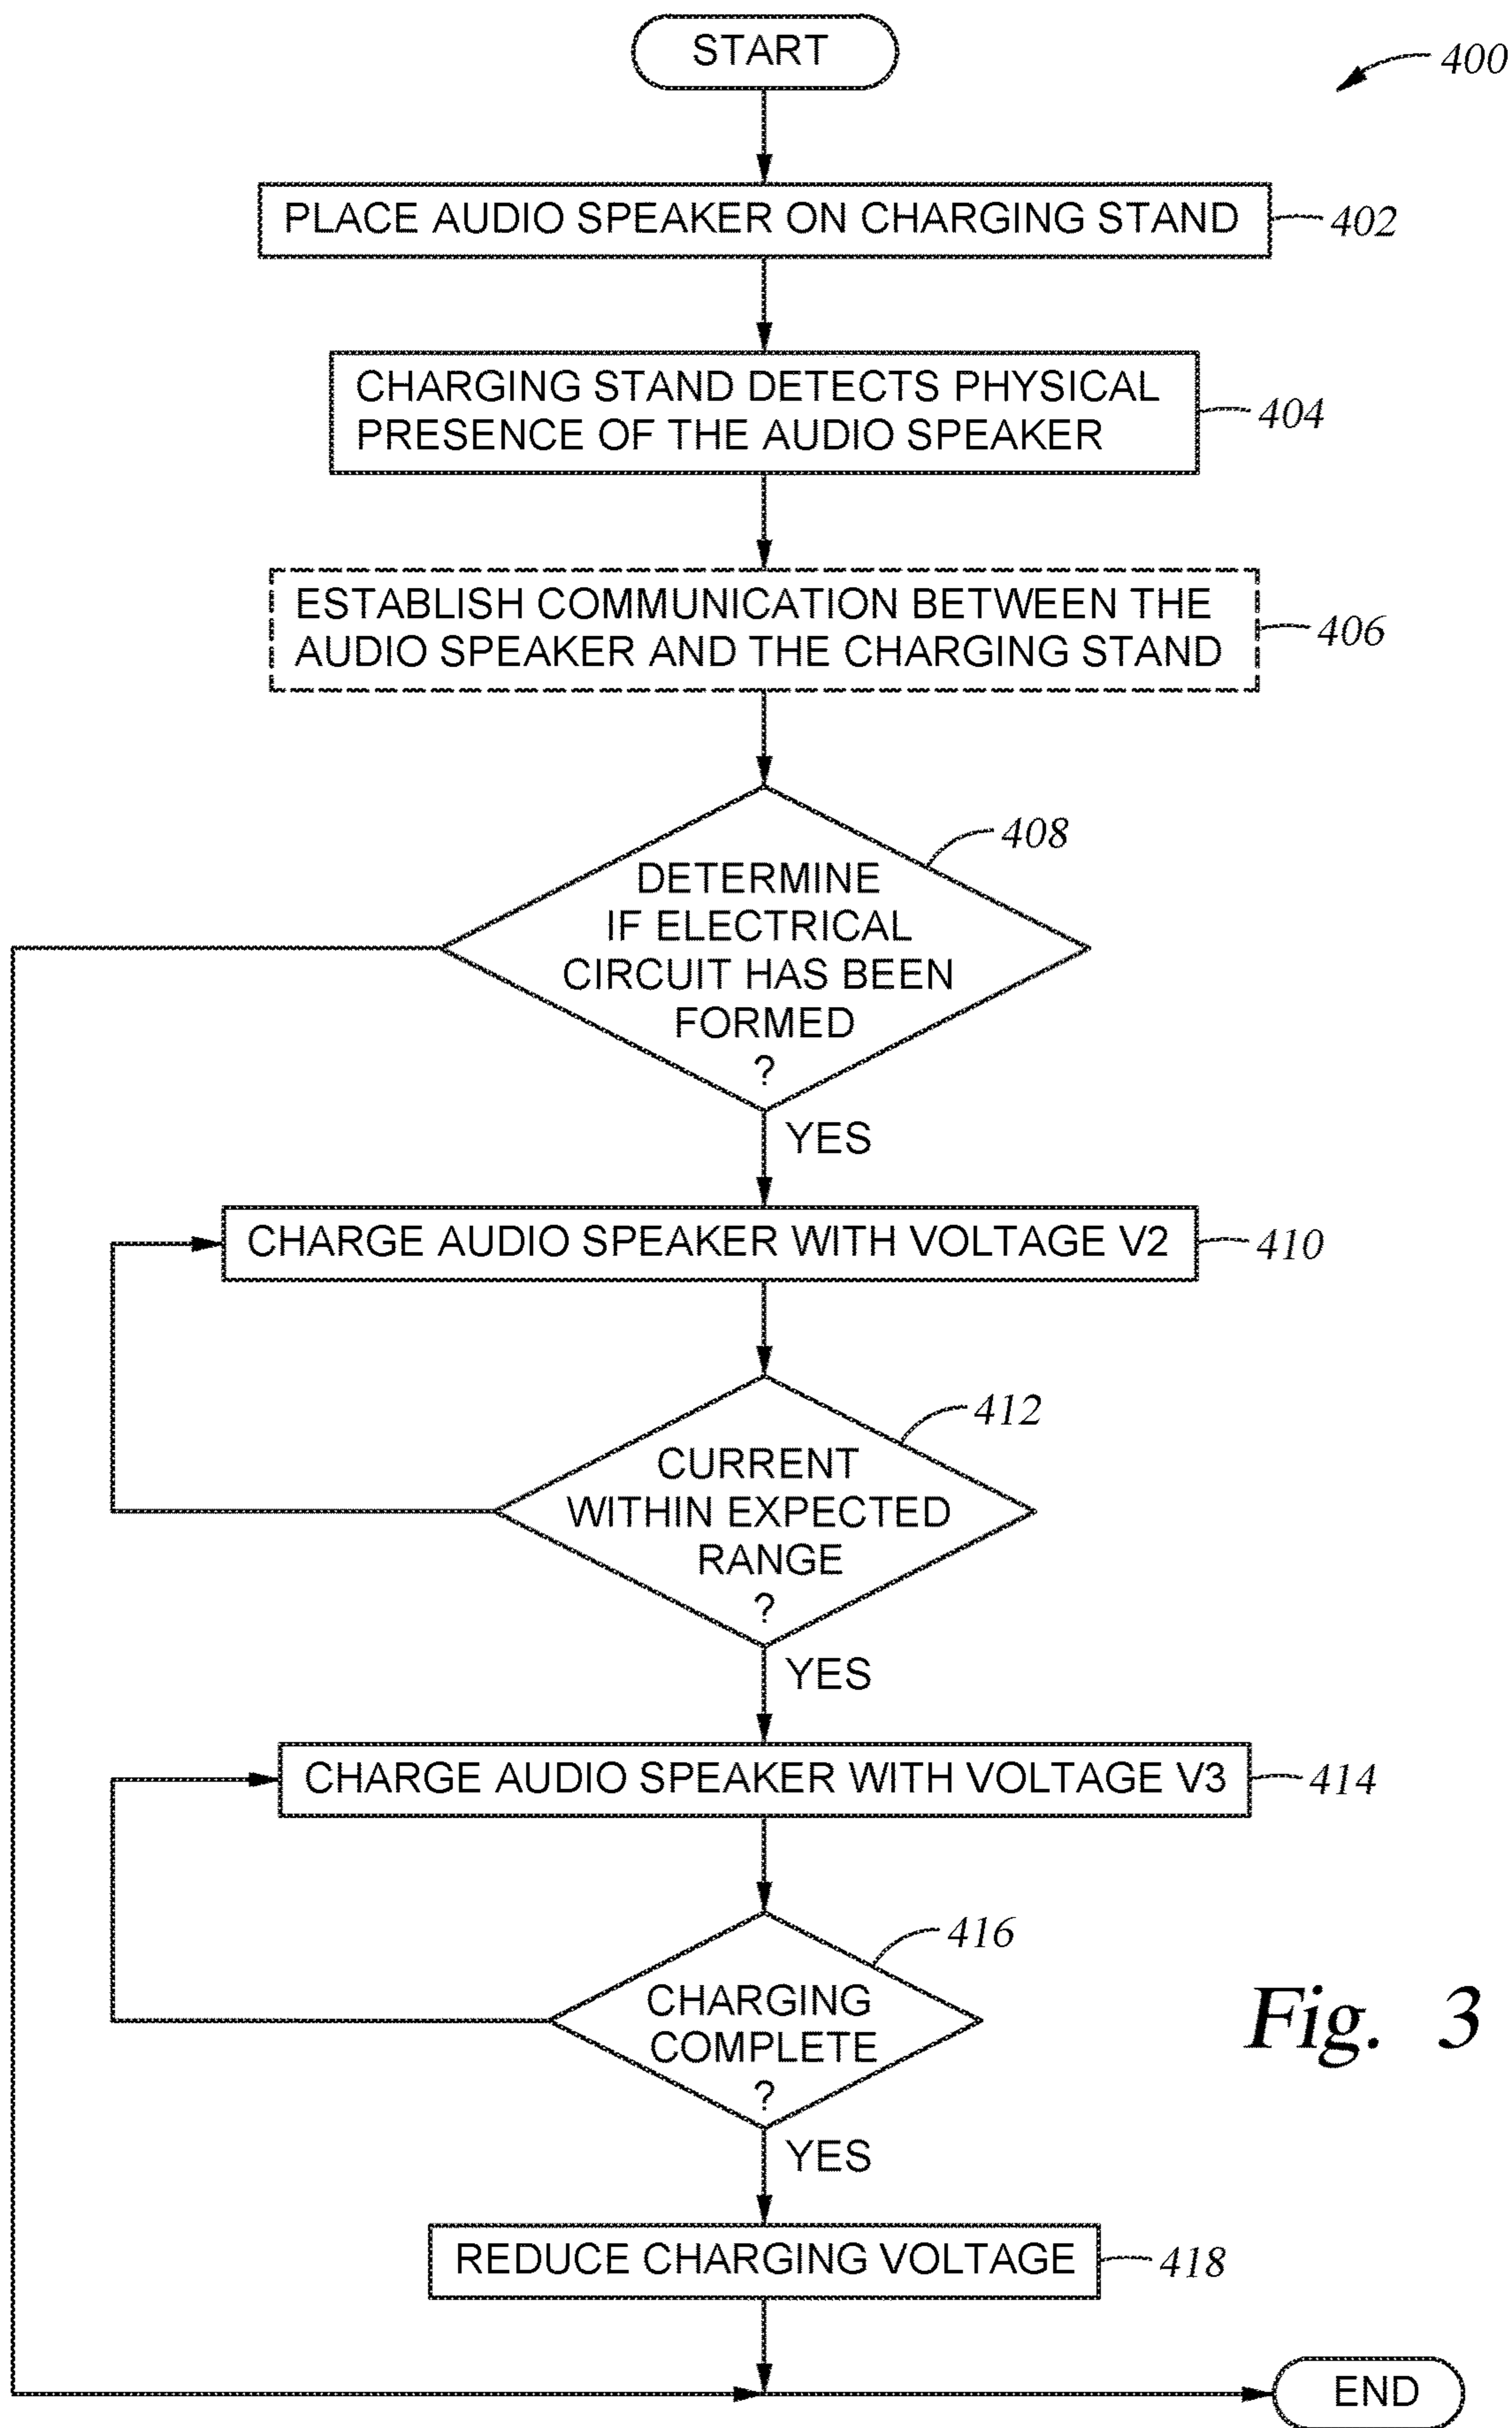 START
400
PLACE AUDIO SPEAKER ON CHARGING STAND
402
CHARGING STAND DETECTS PHYSICAL
PRESENCE OF THE AUDIO SPEAKER
404
ESTABLISH COMMUNICATION BETWEEN THE
AUDIO SPEAKER AND THE CHARGING STAND
406
408
DETERMINE
IF ELECTRICAL
CIRCUIT HAS BEEN
FORMED
?
YES
CHARGE AUDIO SPEAKER WITH VOLTAGE V2
410
412
CURRENT
WITHIN EXPECTED
RANGE
?
YES
CHARGE AUDIO SPEAKER WITH VOLTAGE V3
414
416
CHARGING
COMPLETE
?
YES
Fig. 3
REDUCE CHARGING VOLTAGE
418
END